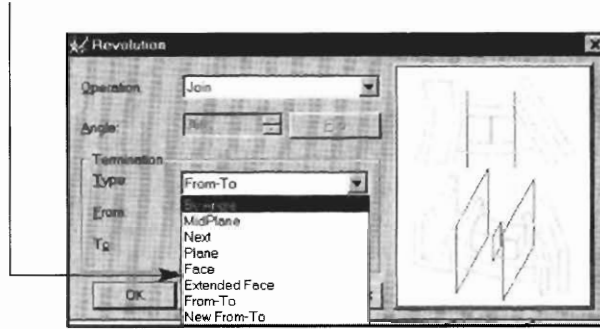 Revolution
Operation:
Join
Angle:
Termination
Type:
From-To
From:
To:
MidPlane
Next
Plane
Face
Extended Face
From-To
New From-To
OK